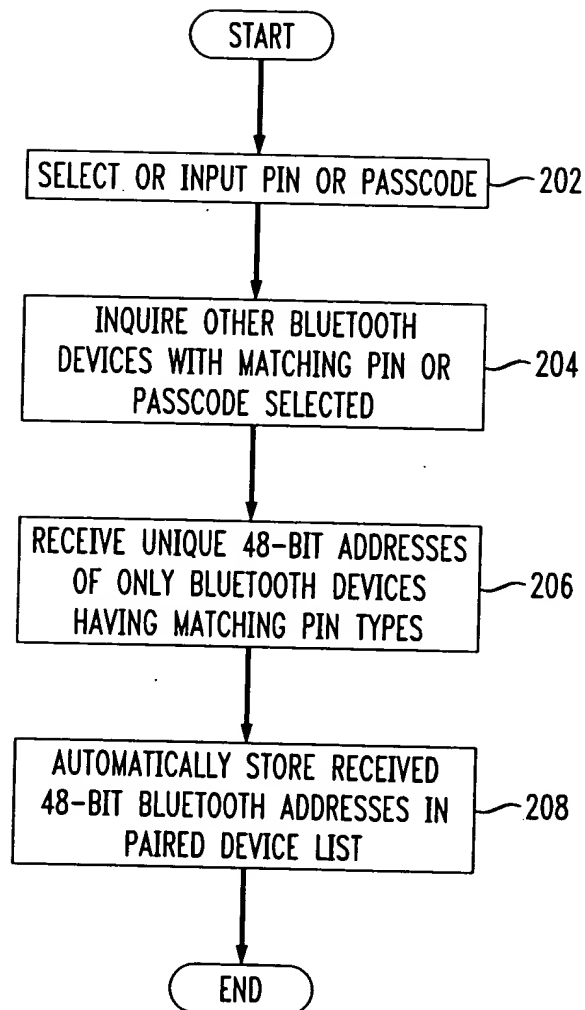 START
SELECT OR INPUT PIN OR PASSCODE
202
INQUIRE OTHER BLUETOOTH
DEVICES WITH MATCHING PIN OR
PASSCODE SELECTED
204
RECEIVE UNIQUE 48-BIT ADDRESSES
OF ONLY BLUETOOTH DEVICES
HAVING MATCHING PIN TYPES
206
AUTOMATICALLY STORE RECEIVED
48-BIT BLUETOOTH ADDRESSES IN
PAIRED DEVICE LIST
208
END